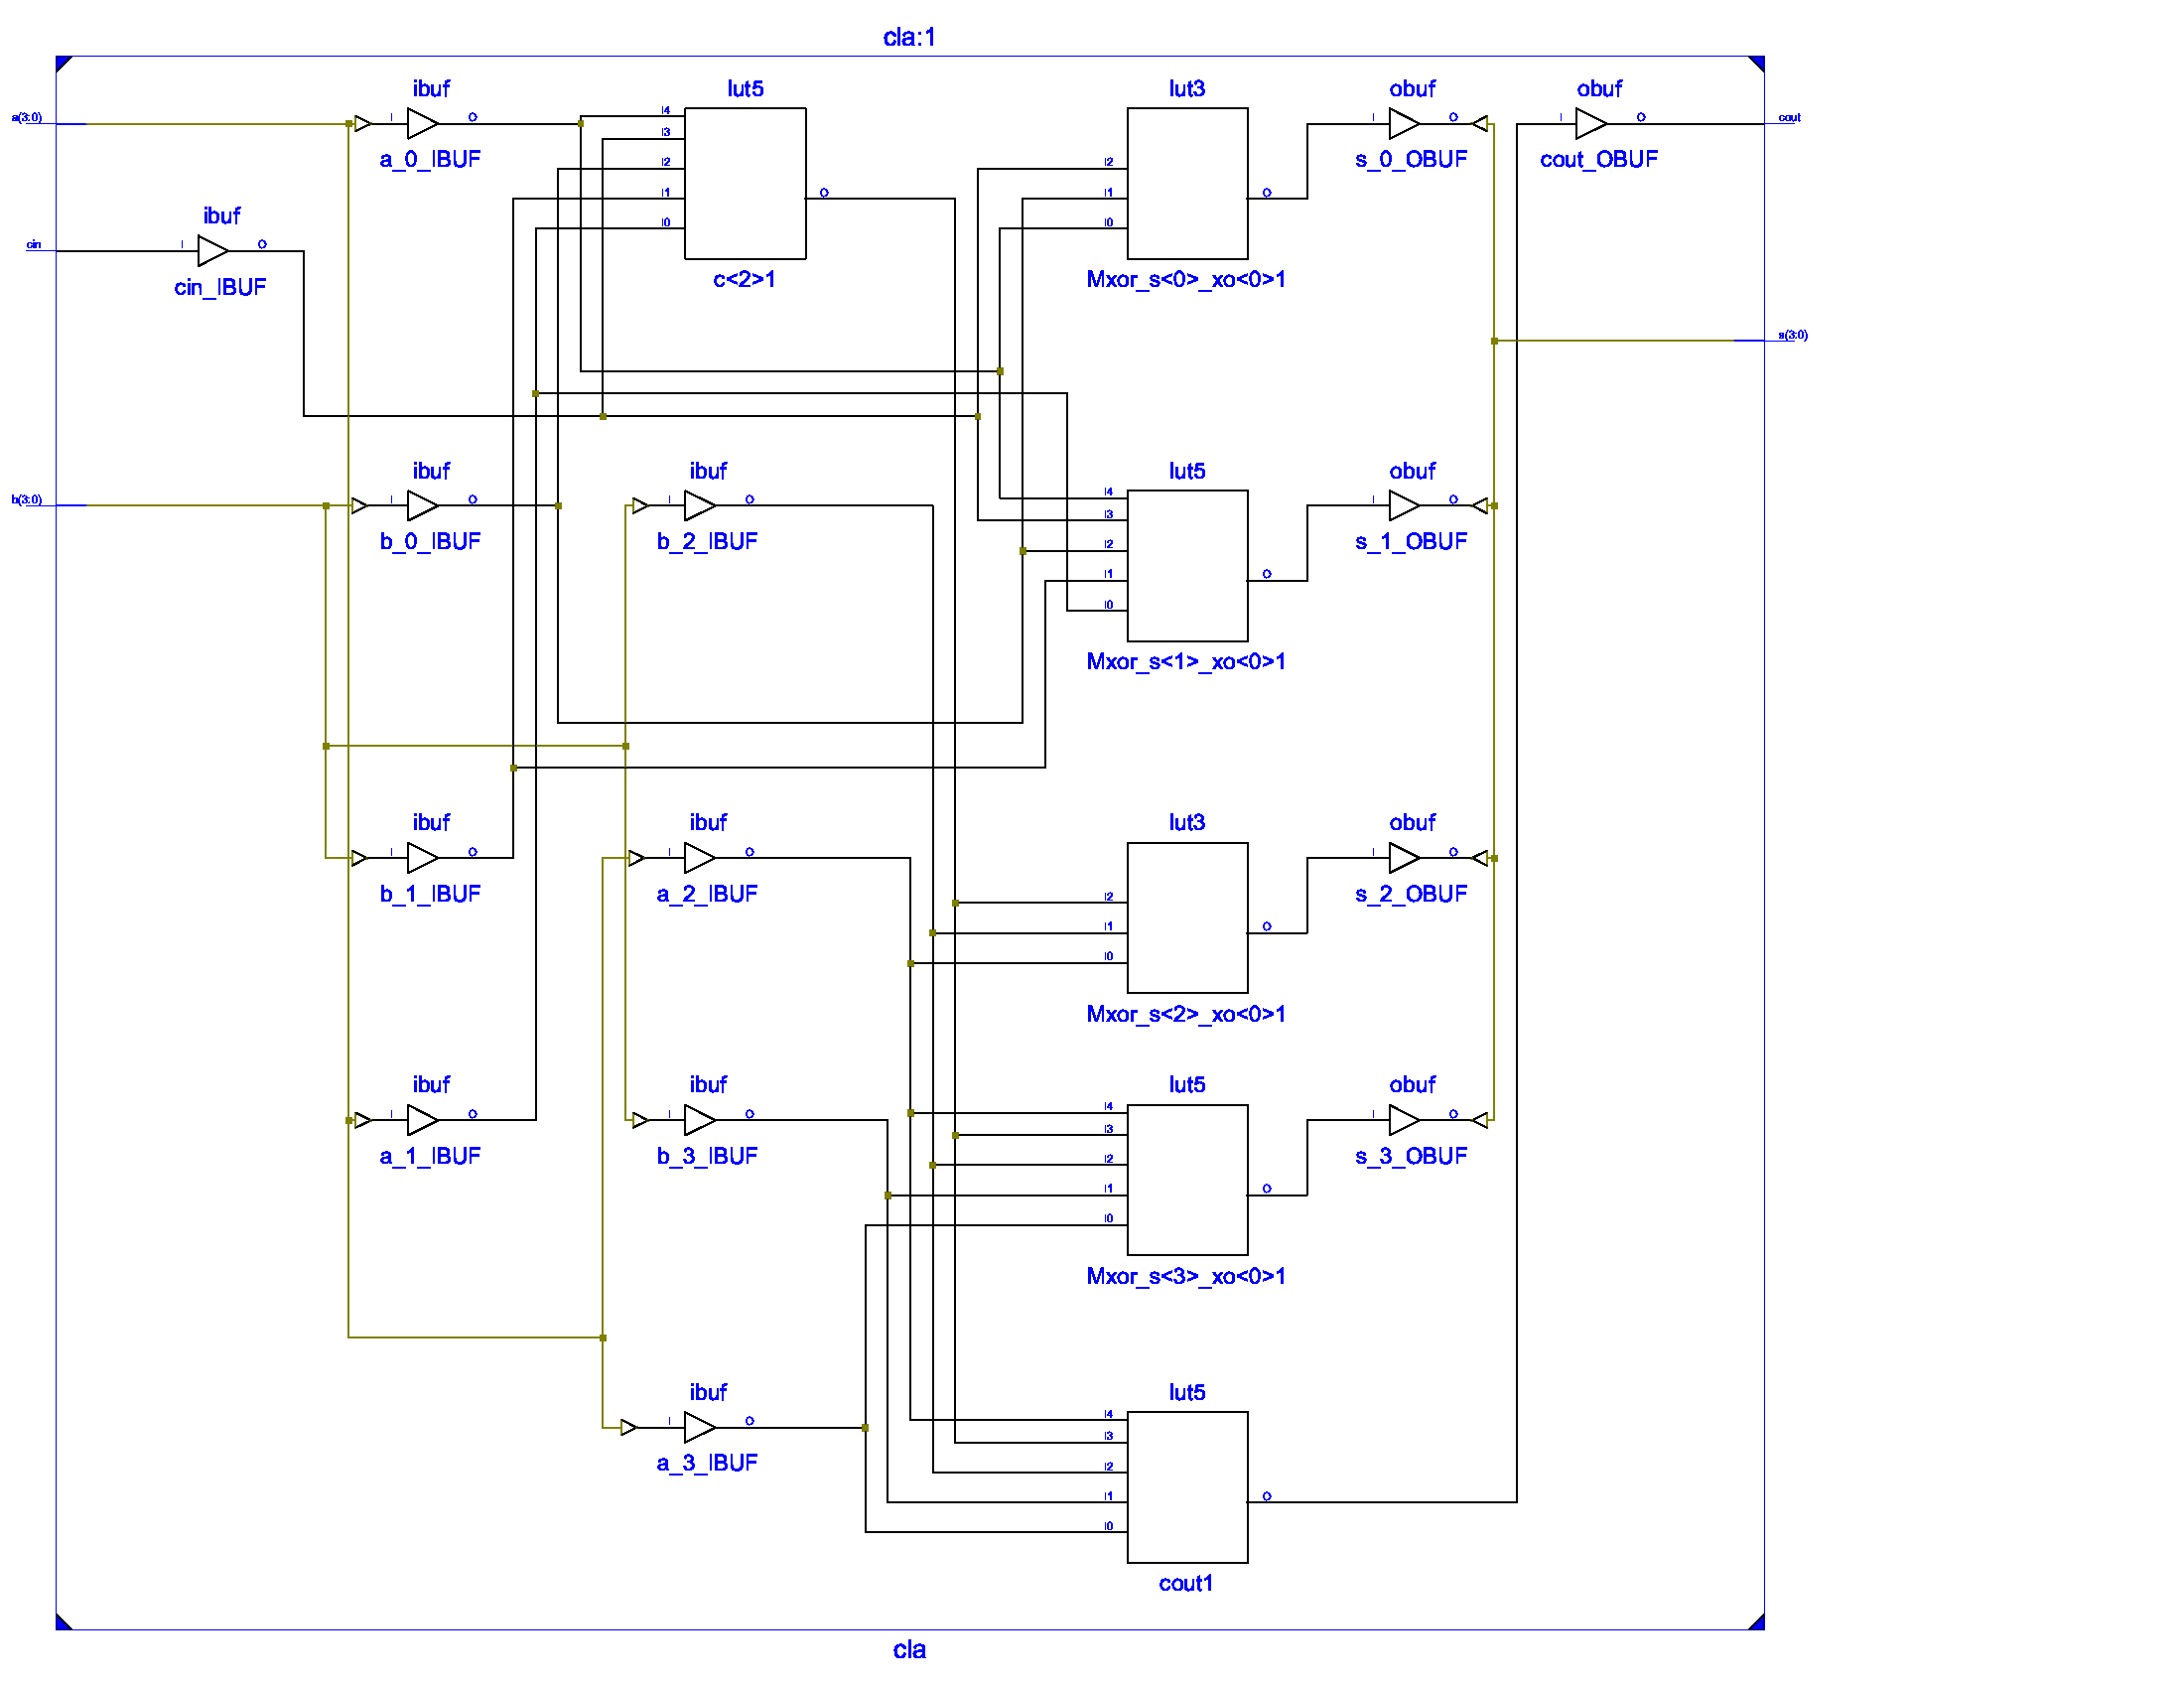 cla:1
ibuf lut5 lut3 obuf obuf
a(3:0) I O I4 I3 I2 I1 I0 O I2 I1 I0 O I O I O cout
a_0_IBUF s_0_OBUF cout_OBUF
ibuf
cin I O
cin_IBUF c<2>1 Mxor_s<0>_xo<0>1
s(3:0)
ibuf ibuf lut5 obuf
b(3:0) I O I O I4 I3 I2 I1 I0 O I O
b_0_IBUF b_2_IBUF s_1_OBUF
Mxor_s<1>_xo<0>1
ibuf ibuf lut3 obuf
I O I O I2 I1 I0 O I O
b_1_IBUF a_2_IBUF s_2_OBUF
Mxor_s<2>_xo<0>1
ibuf ibuf lut5 obuf
I O I O I4 I3 I2 I1 I0 O I O
a_1_IBUF b_3_IBUF s_3_OBUF
Mxor_s<3>_xo<0>1
ibuf lut5
I O I4 I3 I2 I1 I0 O
a_3_IBUF
cout1
cla